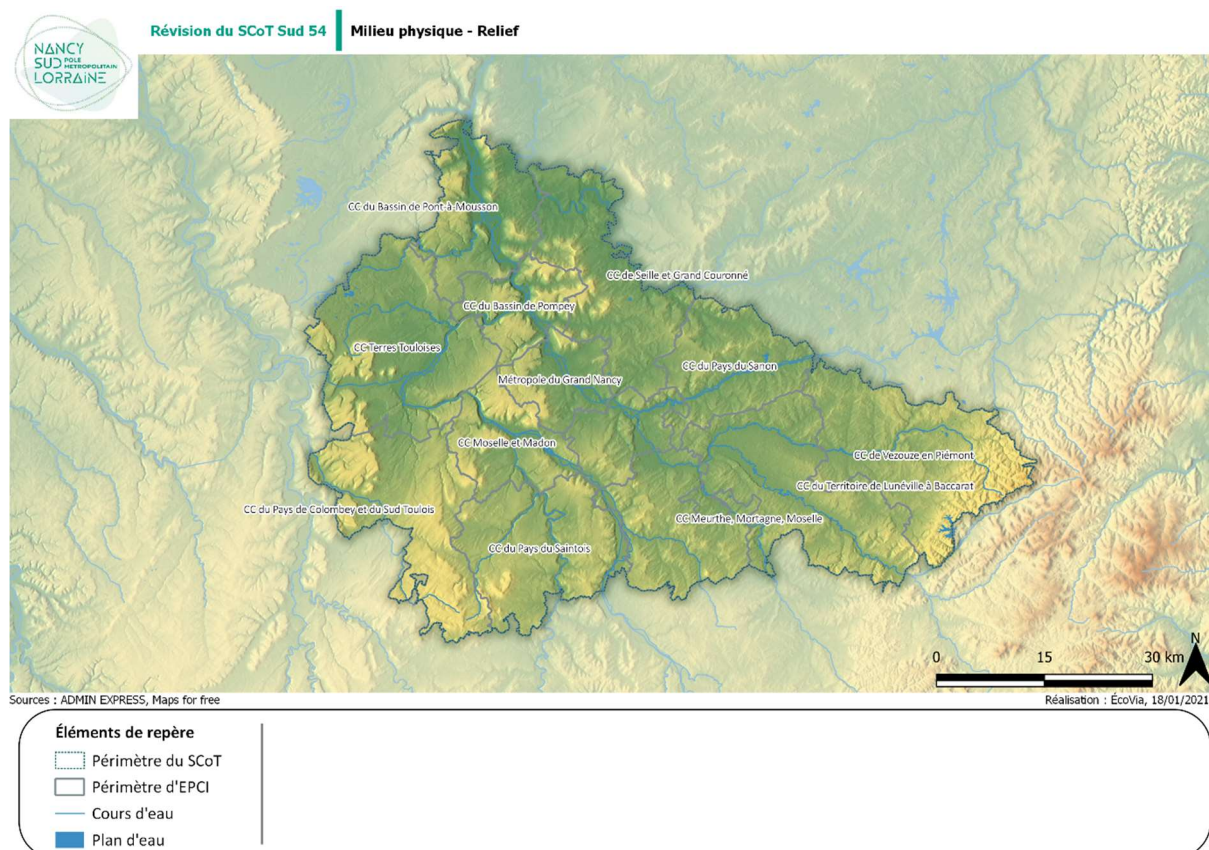 NANCY
SUD PÔLE MÉTROPOLITAIN
LORRAINE
Révision du SCoT Sud 54
Milieu physique - Relief
CC du Bassin de Pont-à-Mousson
CC de Seille et Grand Couronné
CC du Bassin de Pompey
CC Terres Touloises
CC du Pays du Sanon
Métropole du Grand Nancy
CC Moselle et Madon
CC de Vezouze en Piémont
CC du Territoire de Lunéville à Baccarat
CC du Pays de Colombey et du Sud Toulois
CC Meurthe, Mortagne, Moselle
CC du Pays du Saintois
N
0 15 30 km
Sources : ADMIN EXPRESS, Maps for free
Réalisation : ÉcoVia, 18/01/2021
Éléments de repère
Périmètre du SCoT
Périmètre d'EPCI
Cours d'eau
Plan d'eau